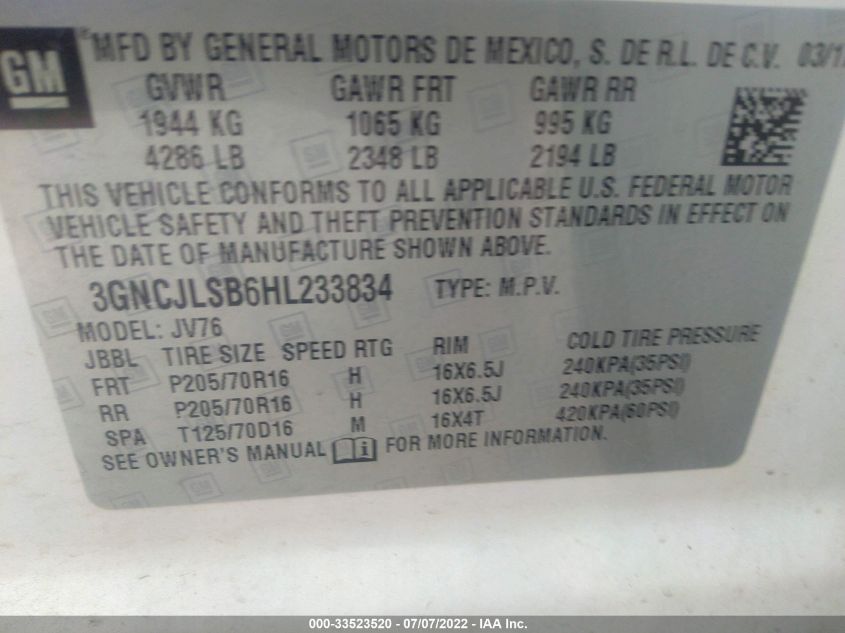 GM
MFD BY GENERAL MOTORS DE MEXICO, S. DE R.L. DE C.V. 03/17
GVWR GAWR FRT GAWR RR
1944 KG 1065 KG 995 KG
4286 LB 2348 LB 2194 LB
THIS VEHICLE CONFORMS TO ALL APPLICABLE U.S. FEDERAL MOTOR
VEHICLE SAFETY AND THEFT PREVENTION STANDARDS IN EFFECT ON
THE DATE OF MANUFACTURE SHOWN ABOVE.
3GNCJLSB6HL233834 TYPE: M.P.V.
MODEL: JV76
JBBL TIRE SIZE SPEED RTG RIM COLD TIRE PRESSURE
FRT P205/70R16 H 16X6.5J 240KPA(35PSI)
RR P205/70R16 H 16X6.5J 240KPA(35PSI)
SPA T125/70D16 M 16X4T 420KPA(60PSI)
SEE OWNER'S MANUAL i FOR MORE INFORMATION.
000-33523520 - 07/07/2022 - IAA Inc.